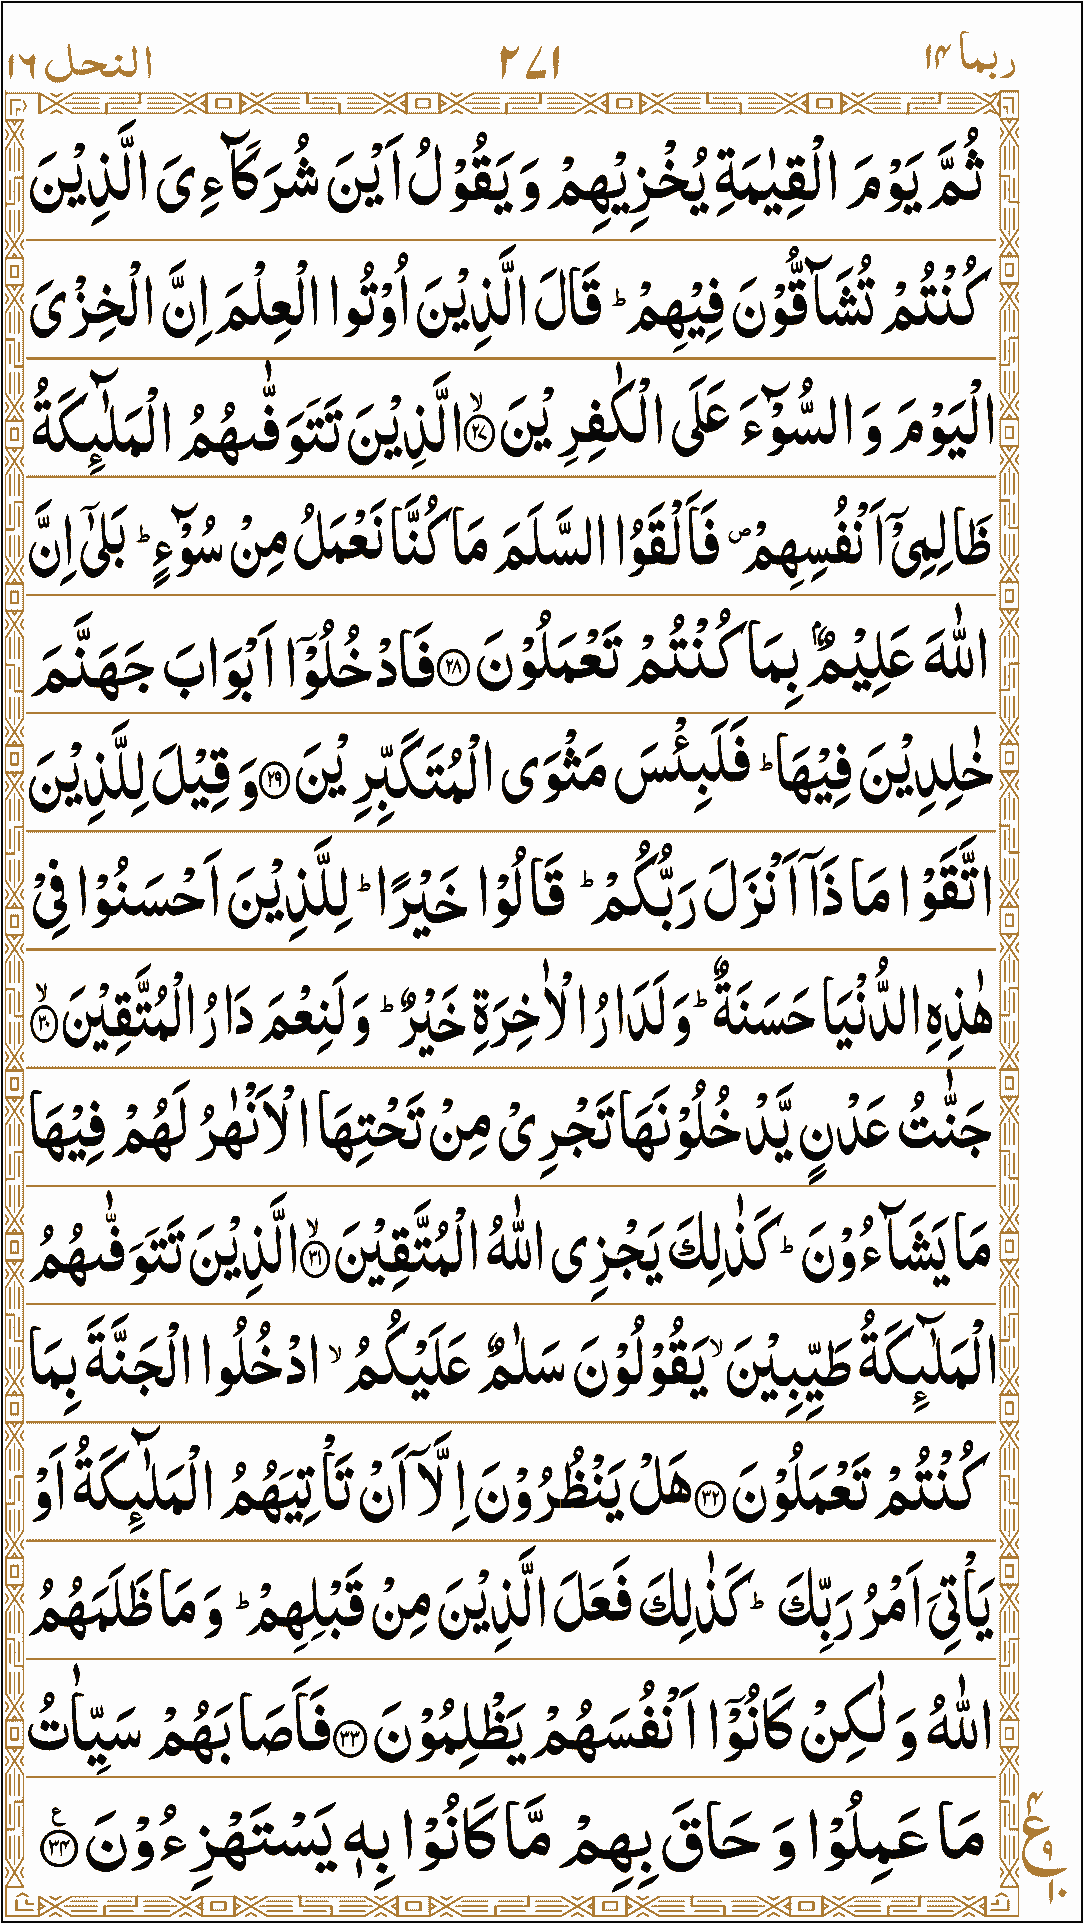 ربما ١٤ ٢٧١ النحل ١٦
ثُمَّ يَوْمَ الْقِيٰمَةِ يُخْزِيْهِمْ وَ يَقُوْلُ اَيْنَ شُرَكَآءِیَ الَّذِيْنَ
كُنْتُمْ تُشَآقُّوْنَ فِيْهِمْ ؕ قَالَ الَّذِيْنَ اُوْتُوا الْعِلْمَ اِنَّ الْخِزْیَ
الْيَوْمَ وَ السُّوْٓءَ عَلَی الْكٰفِرِيْنَ ۙ﴿۲۷﴾ الَّذِيْنَ تَتَوَفّٰىهُمُ الْمَلٰٓئِكَةُ
ظَالِمِیْۤ اَنْفُسِهِمْ ۪ فَاَلْقَوُا السَّلَمَ مَا كُنَّا نَعْمَلُ مِنْ سُوْٓءٍ ؕ بَلٰۤی اِنَّ
اللّٰهَ عَلِيْمٌۢ بِمَا كُنْتُمْ تَعْمَلُوْنَ ﴿۲۸﴾ فَادْخُلُوْۤا اَبْوَابَ جَهَنَّمَ
خٰلِدِيْنَ فِيْهَا ؕ فَلَبِئْسَ مَثْوَی الْمُتَكَبِّرِيْنَ ﴿۲۹﴾ وَ قِيْلَ لِلَّذِيْنَ
اتَّقَوْا مَا ذَاۤ اَنْزَلَ رَبُّكُمْ ؕ قَالُوْا خَيْرًا ؕ لِلَّذِيْنَ اَحْسَنُوْا فِیْ
هٰذِهِ الدُّنْيَا حَسَنَةٌ ؕ وَ لَدَارُ الْاٰخِرَةِ خَيْرٌ ؕ وَ لَنِعْمَ دَارُ الْمُتَّقِيْنَ ۙ﴿۳۰﴾
جَنّٰتُ عَدْنٍ يَّدْخُلُوْنَهَا تَجْرِیْ مِنْ تَحْتِهَا الْاَنْهٰرُ لَهُمْ فِيْهَا
مَا يَشَآءُوْنَ ؕ كَذٰلِكَ يَجْزِی اللّٰهُ الْمُتَّقِيْنَ ۙ﴿۳۱﴾ الَّذِيْنَ تَتَوَفّٰىهُمُ
الْمَلٰٓئِكَةُ طَيِّبِيْنَ ۙ يَقُوْلُوْنَ سَلٰمٌ عَلَيْكُمُ ۙ ادْخُلُوا الْجَنَّةَ بِمَا
كُنْتُمْ تَعْمَلُوْنَ ﴿۳۲﴾ هَلْ يَنْظُرُوْنَ اِلَّاۤ اَنْ تَاْتِيَهُمُ الْمَلٰٓئِكَةُ اَوْ
يَاْتِیَ اَمْرُ رَبِّكَ ؕ كَذٰلِكَ فَعَلَ الَّذِيْنَ مِنْ قَبْلِهِمْ ؕ وَ مَا ظَلَمَهُمُ
اللّٰهُ وَ لٰكِنْ كَانُوْۤا اَنْفُسَهُمْ يَظْلِمُوْنَ ﴿۳۳﴾ فَاَصَابَهُمْ سَيِّاٰتُ
مَا عَمِلُوْا وَ حَاقَ بِهِمْ مَّا كَانُوْا بِهٖ يَسْتَهْزِءُوْنَ ﴿۳۴﴾ ع
۴ ع ۹ ۱۰